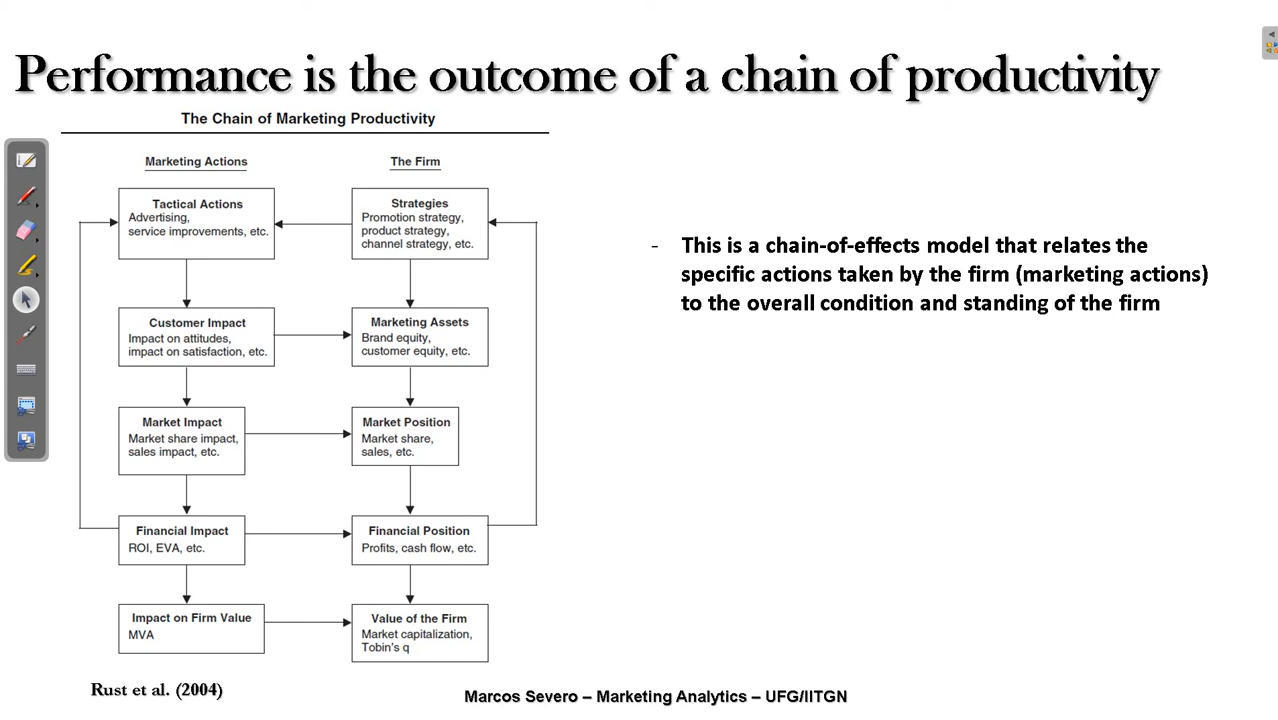 Performance is the outcome of a chain of productivity
The Chain of Marketing Productivity
Marketing Actions
The Firm
Tactical Actions
Advertising,
service improvements, etc.
Strategies
Promotion strategy,
product strategy,
channel strategy, etc.
Customer Impact
Impact on attitudes,
impact on satisfaction, etc.
Marketing Assets
Brand equity,
customer equity, etc.
Market Impact
Market share impact,
sales impact, etc.
Market Position
Market share,
sales, etc.
Financial Impact
ROI, EVA, etc.
Financial Position
Profits, cash flow, etc.
Impact on Firm Value
MVA
Value of the Firm
Market capitalization,
Tobin's q
- This is a chain-of-effects model that relates the
specific actions taken by the firm (marketing actions)
to the overall condition and standing of the firm
Rust et al. (2004)
Marcos Severo – Marketing Analytics – UFG/IITGN